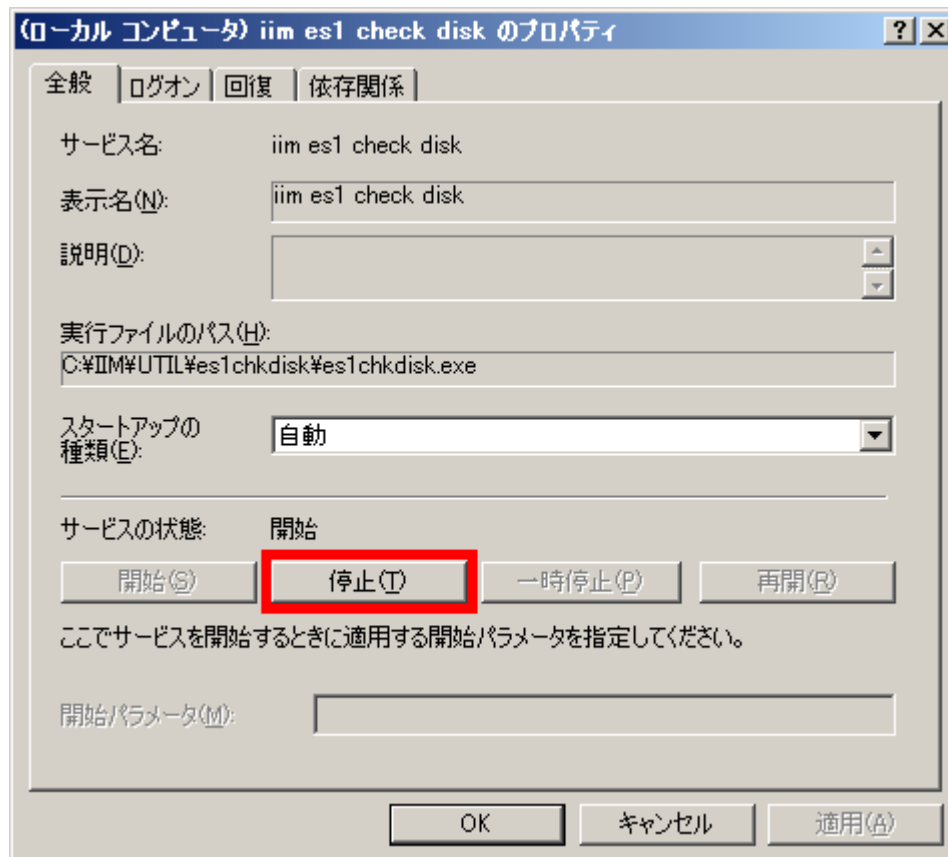 (ローカル コンピュータ) iim es1 check disk のプロパティ
全般 ログオン 回復 依存関係
サービス名: iim es1 check disk
表示名(N): iim es1 check disk
説明(D):
実行ファイルのパス(H):
C:¥IIM¥UTIL¥es1chkdisk¥es1chkdisk.exe
スタートアップの
種類(E): 自動
サービスの状態: 開始
開始(S) 停止(T) 一時停止(P) 再開(R)
ここでサービスを開始するときに適用する開始パラメータを指定してください。
開始パラメータ(M):
OK キャンセル 適用(A)